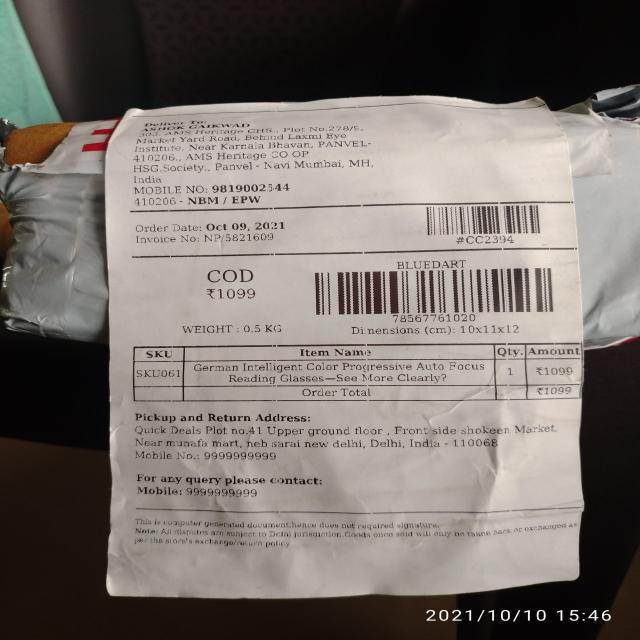 Deliver To:
ASHOK GAIKWAD
303, AMS Heritage CHS., Plot No.278/9,
Market Yard Road, Behind Laxmi Eye
Institute, Near Karnala Bhavan, PANVEL-
410206., AMS Heritage CO OP
HSG.Society., Panvel - Navi Mumbai, MH,
India
MOBILE NO: 9819002544
410206 - NBM / EPW
Order Date: Oct 09, 2021
Invoice No: NP/5821609
#CC2394
COD
₹1099
BLUEDART
78567761020
WEIGHT : 0.5 KG
Dimensions (cm): 10x11x12
SKU Item Name Qty. Amount
SKU061 German Intelligent Color Progressive Auto Focus Reading Glasses—See More Clearly? 1 ₹1099
Order Total ₹1099
Pickup and Return Address:
Quick Deals Plot no.41 Upper ground floor , Front side shokeen Market,
Near munafa mart, neb sarai new delhi, Delhi, India - 110068
Mobile No.: 9999999999
For any query please contact:
Mobile: 9999999999
This is computer generated document,hence does not required signature.
Note: All disputes are subject to Delhi jurisdiction.Goods once sold will only be taken back or exchanged as
per the store's exchange/return policy
2021/10/10 15:46